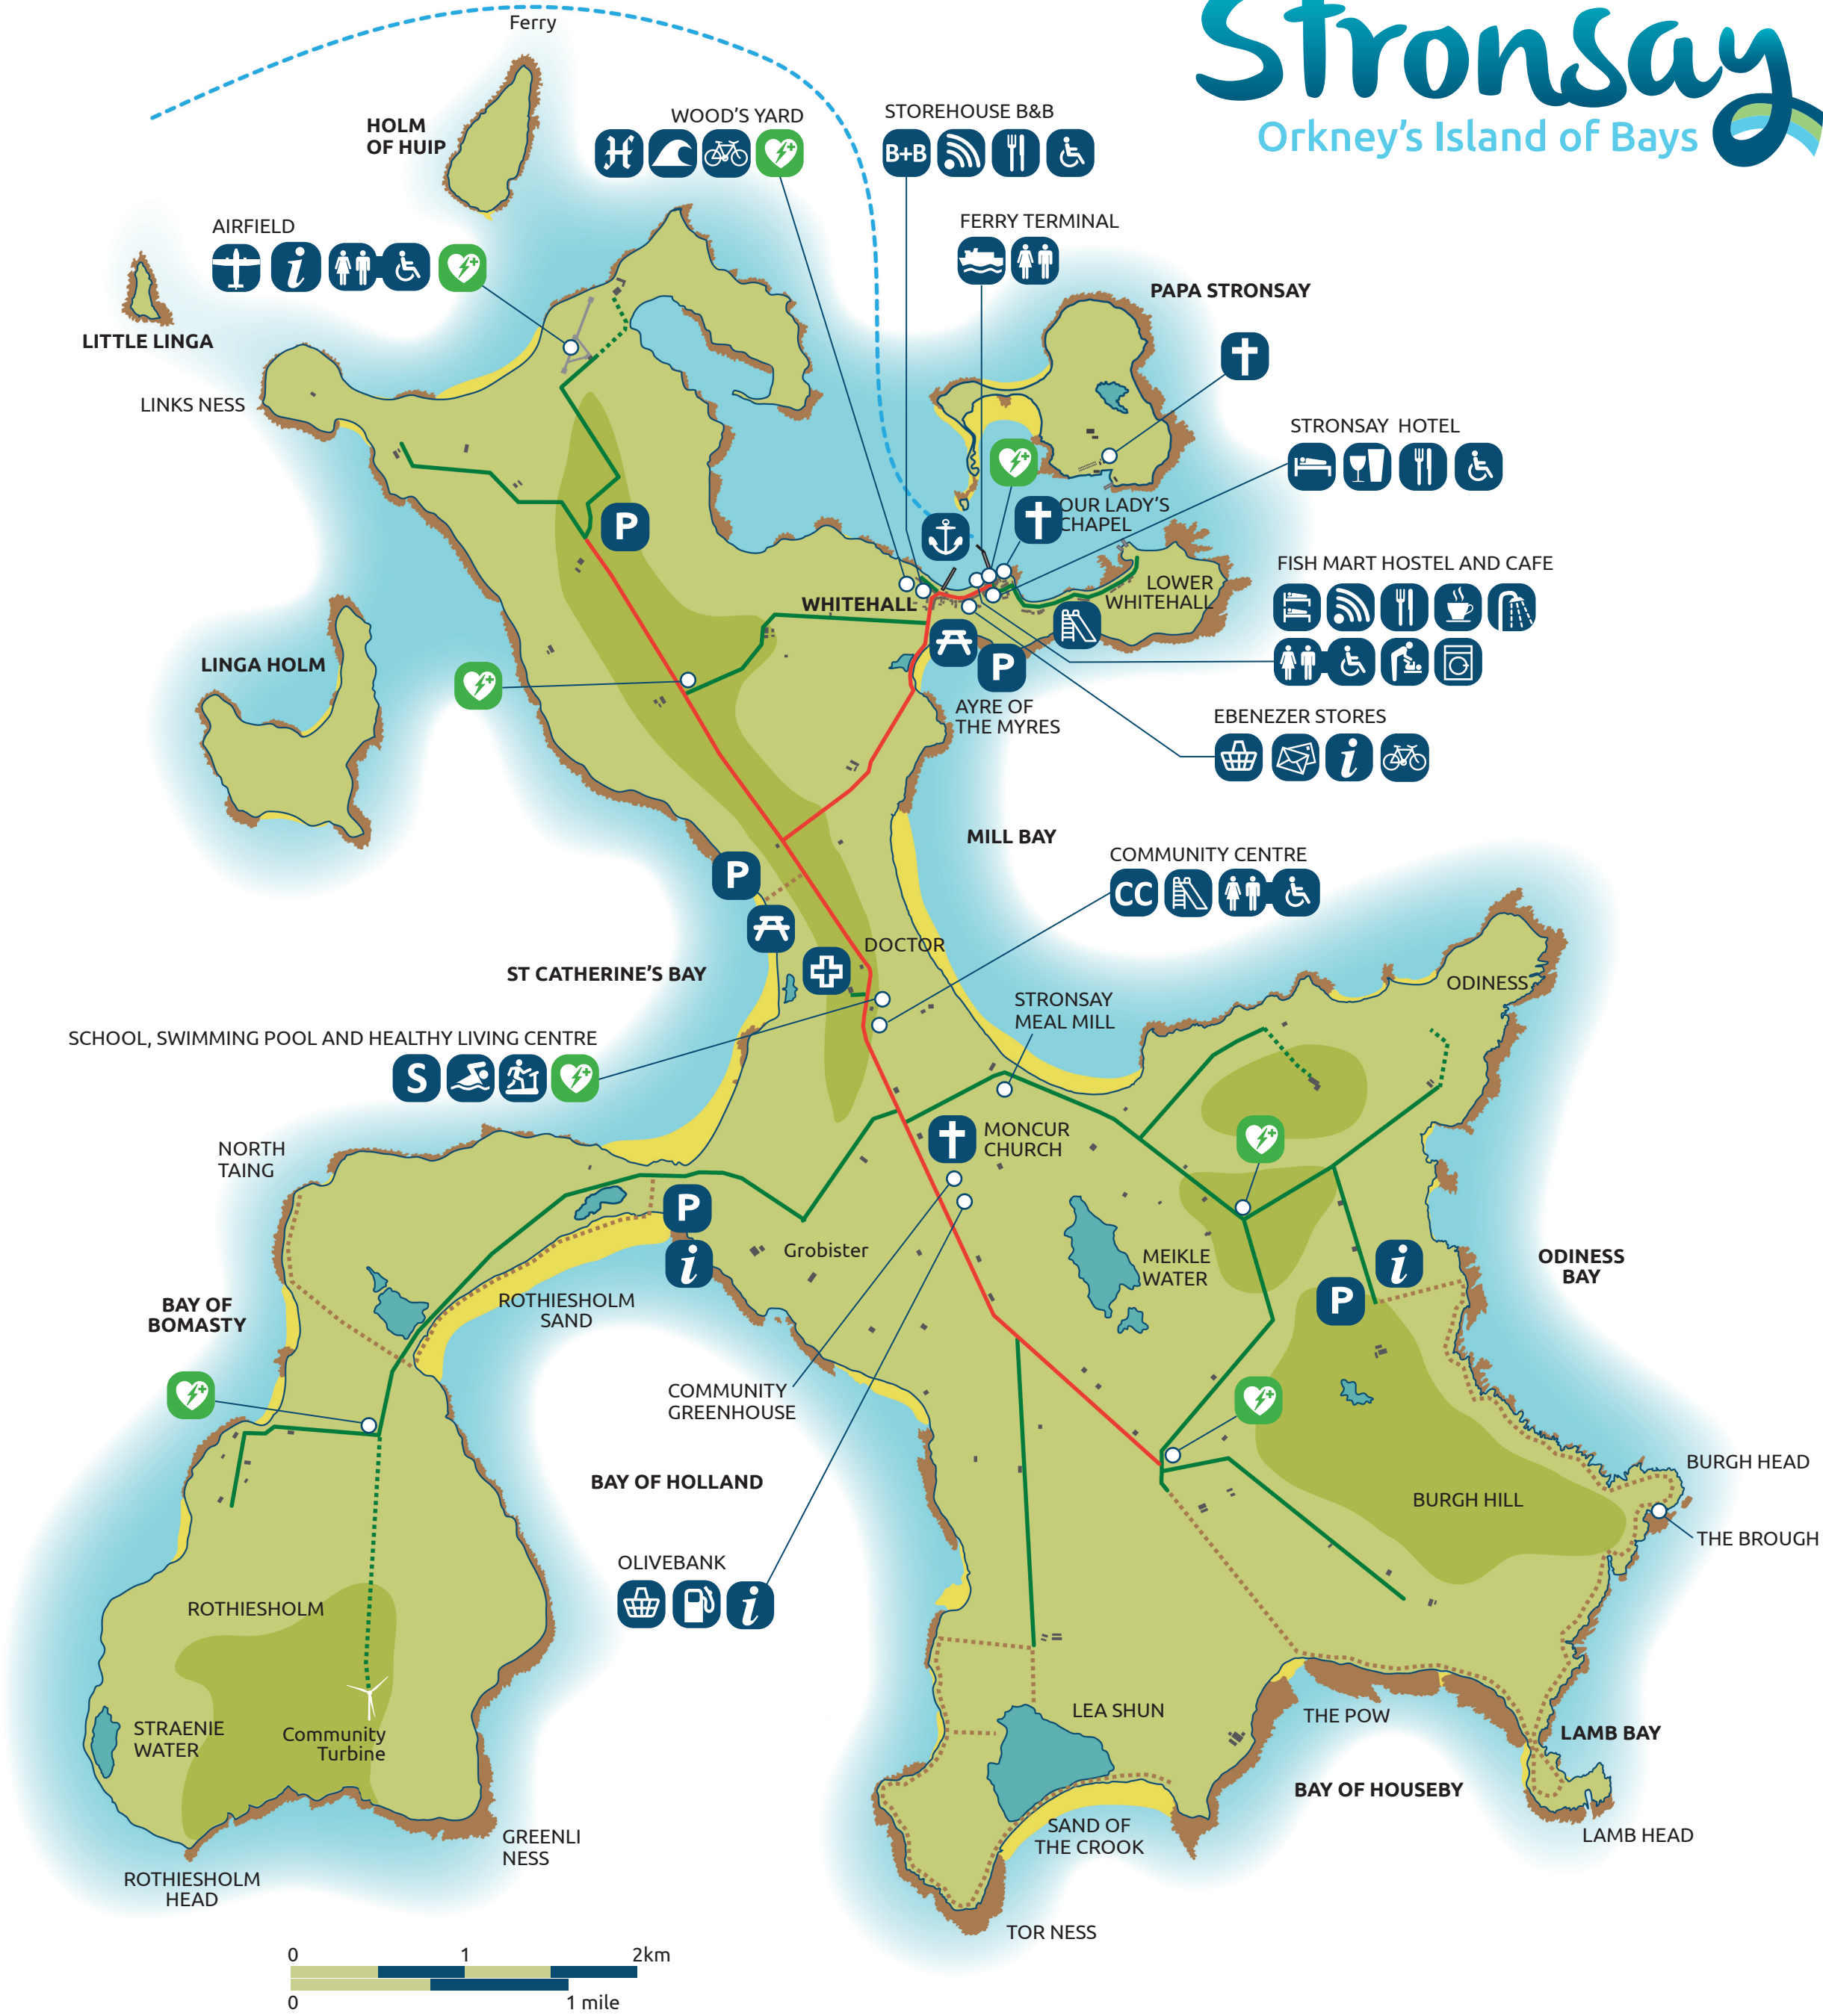 Ferry
Stronsay
Orkney's Island of Bays
HOLM
OF HUIP
WOOD'S YARD
H
STOREHOUSE B&B
B+B
AIRFIELD
i
FERRY TERMINAL
PAPA STRONSAY
LITTLE LINGA
LINKS NESS
STRONSAY HOTEL
P
OUR LADY'S
CHAPEL
FISH MART HOSTEL AND CAFE
LOWER
WHITEHALL
WHITEHALL
LINGA HOLM
P
AYRE OF
THE MYRES
EBENEZER STORES
i
MILL BAY
COMMUNITY CENTRE
CC
P
DOCTOR
ST CATHERINE'S BAY
ODINESS
STRONSAY
MEAL MILL
SCHOOL, SWIMMING POOL AND HEALTHY LIVING CENTRE
S
MONCUR
CHURCH
NORTH
TAING
P
i
Grobister
MEIKLE
WATER
i
P
ODINESS
BAY
BAY OF
BOMASTY
ROTHIESHOLM
SAND
COMMUNITY
GREENHOUSE
BAY OF HOLLAND
BURGH HEAD
BURGH HILL
THE BROUGH
OLIVEBANK
i
ROTHIESHOLM
STRAENIE
WATER
Community
Turbine
LEA SHUN
THE POW
LAMB BAY
BAY OF HOUSEBY
SAND OF
THE CROOK
LAMB HEAD
GREENLI
NESS
ROTHIESHOLM
HEAD
TOR NESS
0 1 2km
0 1 mile